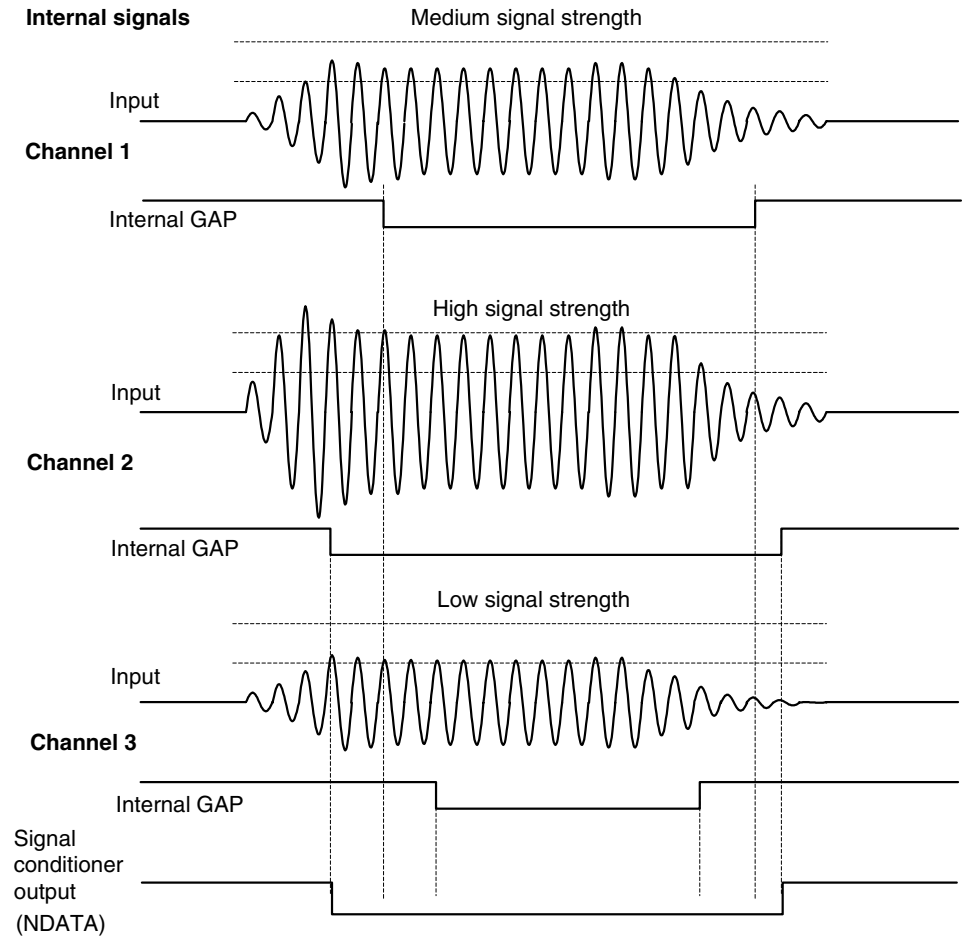 Internal signals
Medium signal strength
Input
Channel 1
Internal GAP
High signal strength
Input
Channel 2
Internal GAP
Low signal strength
Input
Channel 3
Internal GAP
Signal
conditioner
output
(NDATA)